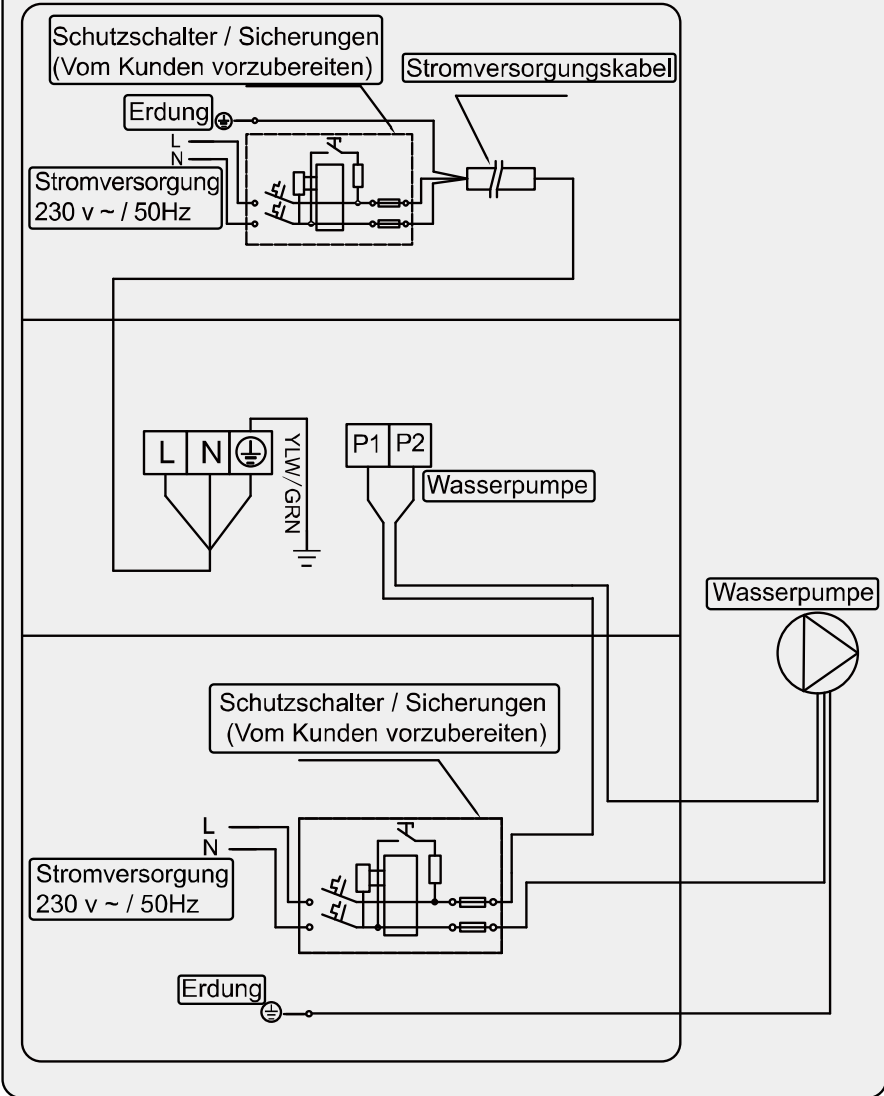 Schutzschalter / Sicherungen
(Vom Kunden vorzubereiten)
Stromversorgungskabel
Erdung
L
N
Stromversorgung
230 v ~ / 50Hz
L N
YLW/GRN
P1 P2
Wasserpumpe
Wasserpumpe
Schutzschalter / Sicherungen
(Vom Kunden vorzubereiten)
L
N
Stromversorgung
230 v ~ / 50Hz
Erdung